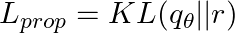 L_{prop} = KL(q_θ||r)